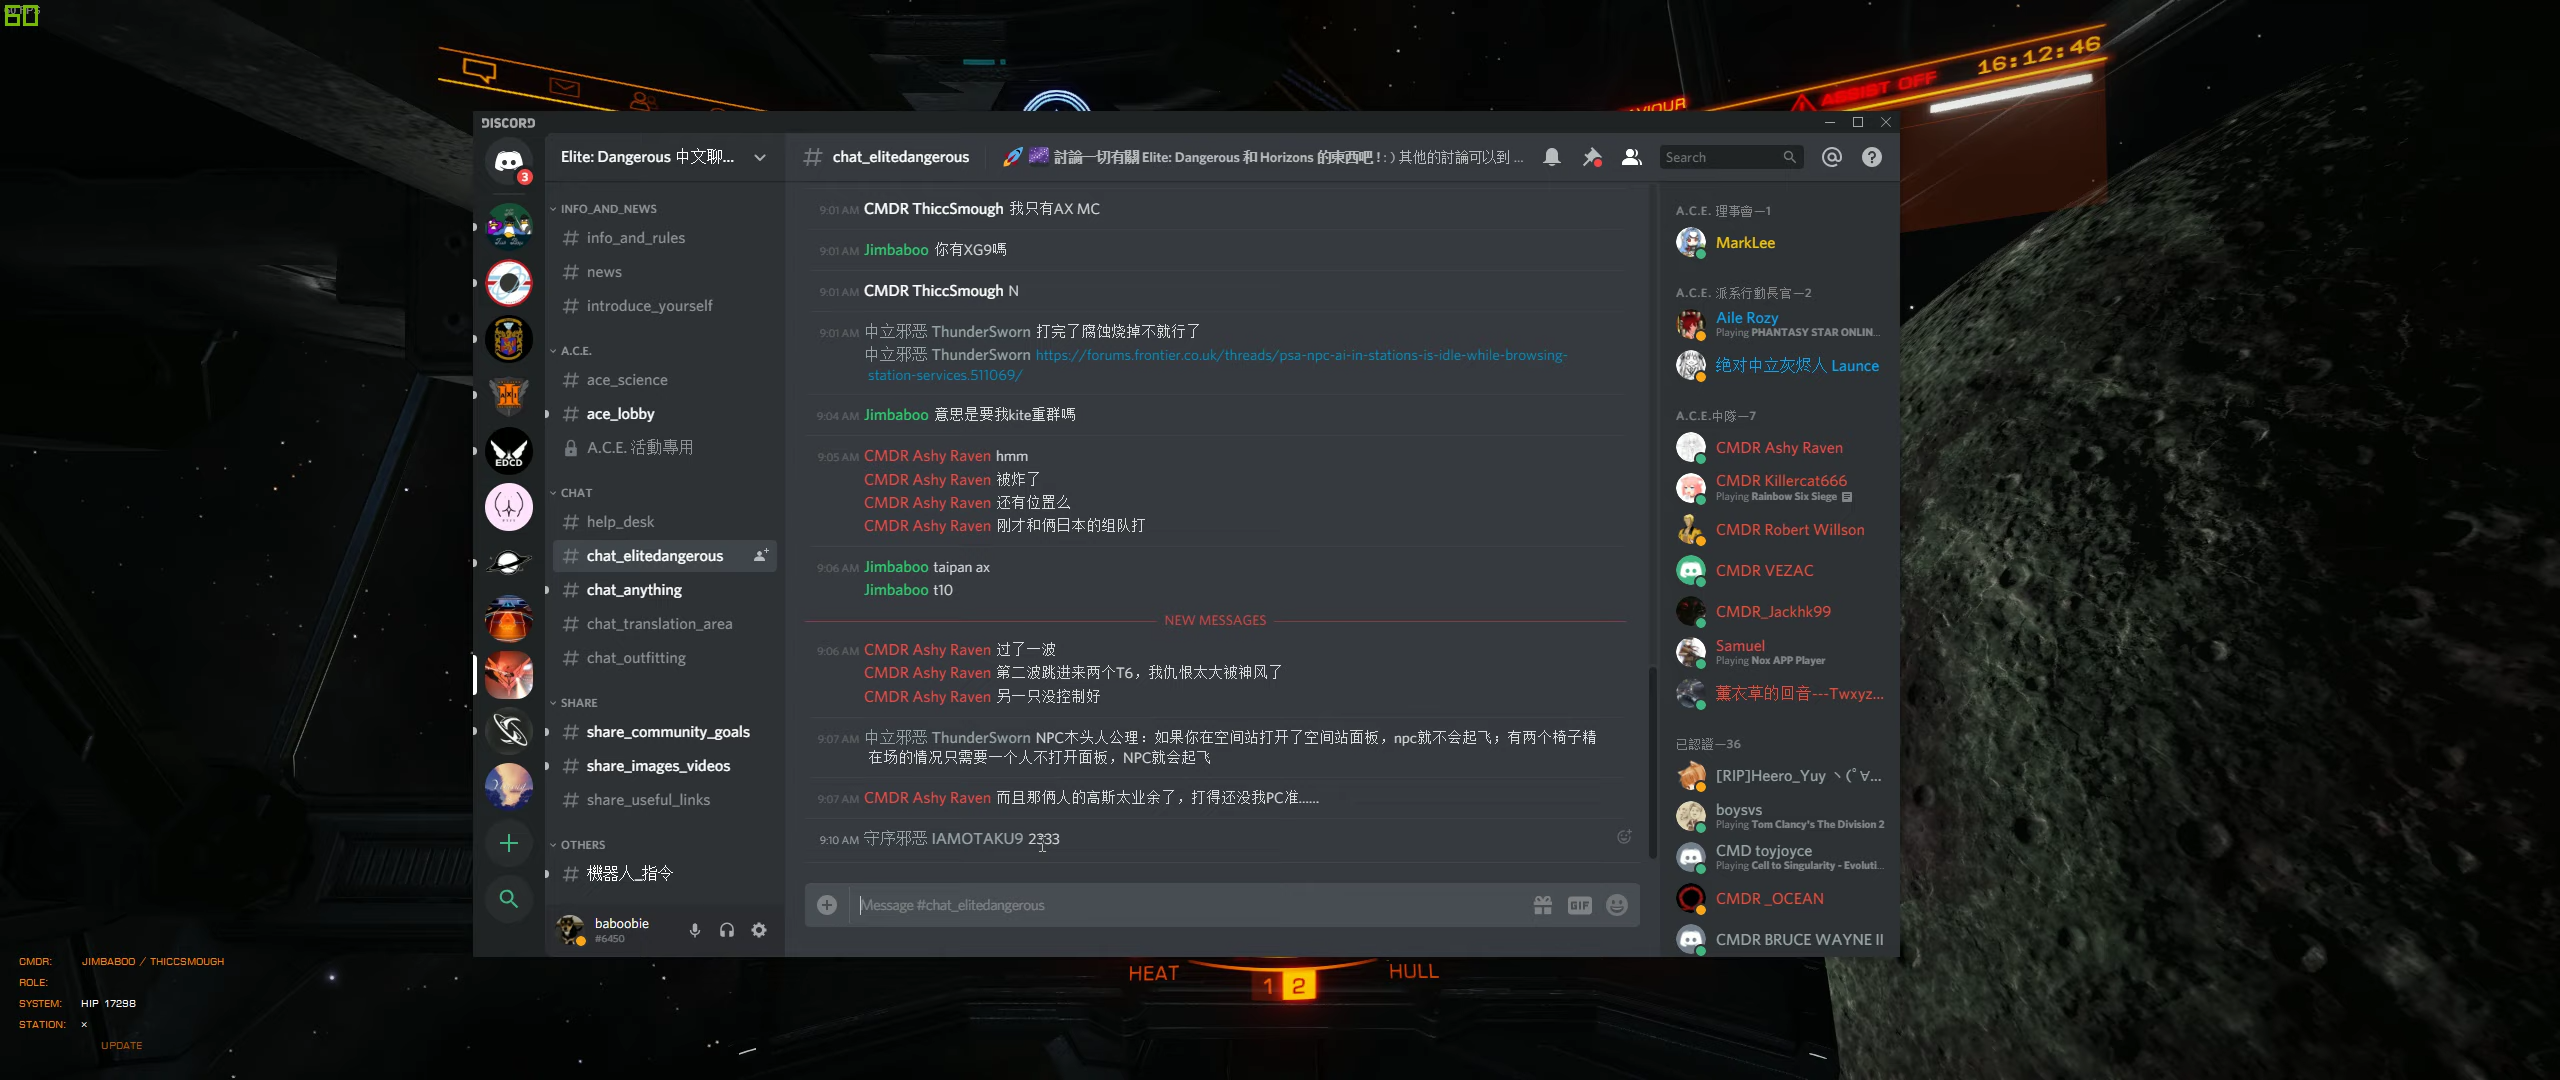 60
16:12:46
ASSIST OFF
DISCORD
Elite: Dangerous 中文聊...
chat_elitedangerous
討論一切有關 Elite: Dangerous 和 Horizons 的東西吧 ! : ) 其他的討論可以到 ...
Search
3
INFO_AND_NEWS
info_and_rules
news
introduce_yourself
A.C.E.
ace_science
ace_lobby
A.C.E. 活動專用
CHAT
help_desk
chat_elitedangerous
chat_anything
chat_translation_area
chat_outfitting
SHARE
share_community_goals
share_images_videos
share_useful_links
OTHERS
機器人_指令
EDCD
baboobie
#6450
9:01 AM CMDR ThiccSmough 我只有AX MC
9:01 AM Jimbaboo 你有XG9嗎
9:01 AM CMDR ThiccSmough N
9:01 AM 中立邪恶 ThunderSworn 打完了腐蚀烧掉不就行了
中立邪恶 ThunderSworn https://forums.frontier.co.uk/threads/psa-npc-ai-in-stations-is-idle-while-browsing-
station-services.511069/
9:04 AM Jimbaboo 意思是要我kite重群嗎
9:05 AM CMDR Ashy Raven hmm
CMDR Ashy Raven 被炸了
CMDR Ashy Raven 还有位置么
CMDR Ashy Raven 刚才和俩日本的组队打
9:06 AM Jimbaboo taipan ax
Jimbaboo t10
NEW MESSAGES
9:06 AM CMDR Ashy Raven 过了一波
CMDR Ashy Raven 第二波跳进来两个T6，我仇恨太大被神风了
CMDR Ashy Raven 另一只没控制好
9:07 AM 中立邪恶 ThunderSworn NPC木头人公理：如果你在空间站打开了空间站面板，npc就不会起飞；有两个椅子精
在场的情况只需要一个人不打开面板，NPC就会起飞
9:07 AM CMDR Ashy Raven 而且那俩人的高斯太业余了，打得还没我PC准......
9:10 AM 守序邪恶 IAMOTAKU9 2333
Message #chat_elitedangerous
GIF
A.C.E. 理事會—1
MarkLee
A.C.E. 派系行動長官—2
Aile Rozy
Playing PHANTASY STAR ONLIN...
绝对中立灰烬人 Launce
A.C.E.中隊—7
CMDR Ashy Raven
CMDR Killercat666
Playing Rainbow Six Siege
CMDR Robert Willson
CMDR VEZAC
CMDR_Jackhk99
Samuel
Playing Nox APP Player
薰衣草的回音---Twxyz...
已認證—36
[RIP]Heero_Yuy ヽ(ﾟ∀...
boysvs
Playing Tom Clancy's The Division 2
CMD toyjoyce
Playing Cell to Singularity - Evoluti...
CMDR _OCEAN
CMDR BRUCE WAYNE II
CMDR: JIMBABOO / THICCSMOUGH
ROLE:
SYSTEM: HIP 17298
STATION: ×
UPDATE
HEAT
HULL
1 2